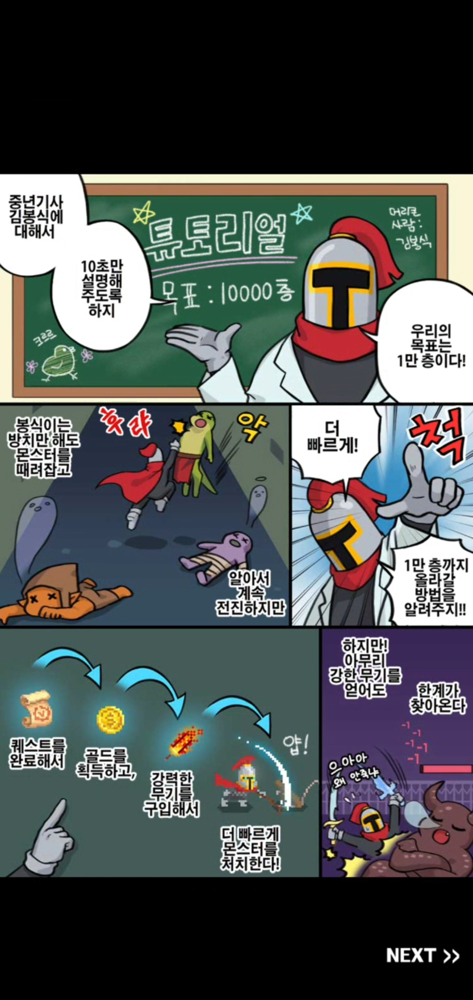 중년기사
김봉식에
대해서
10초만
설명해
주도록
하지
튜토리얼
목표 : 10000층
머리큰
사람 :
김봉식
크르르
우리의
목표는
1만 층이다!
봉식이는
방치만 해도
몬스터를
때려잡고
후랴
악
알아서
계속
전진하지만
더
빠르게!
척
1만 층까지
올라갈
방법을
알려주지!!
퀘스트를
완료해서
골드를
획득하고,
강력한
무기를
구입해서
얍!
더 빠르게
몬스터를
처치한다!
하지만!
아무리
강한 무기를
얻어도
한계가
찾아온다
-1
-1
-1
-1
-1
으아아
왜 안죽냐
NEXT >>